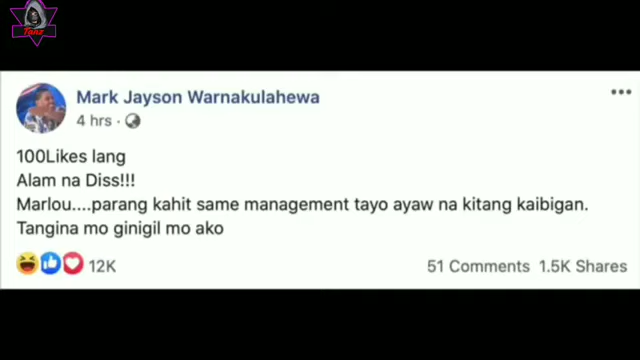 Tanz
Mark Jayson Warnakulahewa
4 hrs ·
100Likes lang
Alam na Diss!!!
Marlou....parang kahit same management tayo ayaw na kitang kaibigan.
Tangina mo ginigil mo ako
12K
51 Comments 1.5K Shares